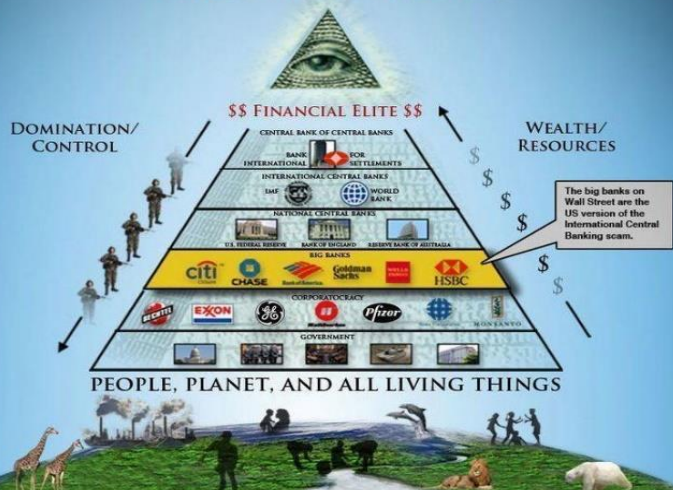 $$ FINANCIAL ELITE $$
CENTRAL BANK OF CENTRAL BANKS
DOMINATION/
CONTROL
WEALTH/
RESOURCES
BANK FOR
INTERNATIONAL SETTLEMENTS
INTERNATIONAL CENTRAL BANKS
IMF WORLD
BANK
NATIONAL CENTRAL BANKS
The big banks on
Wall Street are the
US version of the
International Central
Banking scam.
U.S. FEDERAL RESERVE BANK OF ENGLAND RESERVE BANK OF AUSTRALIA
BIG BANKS
citi CHASE Bank of America Goldman
Sachs WELLS
FARGO HSBC
CORPORATOCRACY
BECHTEL EXXON GE Halliburton Pfizer MONSANTO
GOVERNMENT
PEOPLE, PLANET, AND ALL LIVING THINGS
$
$
$
$
$
$